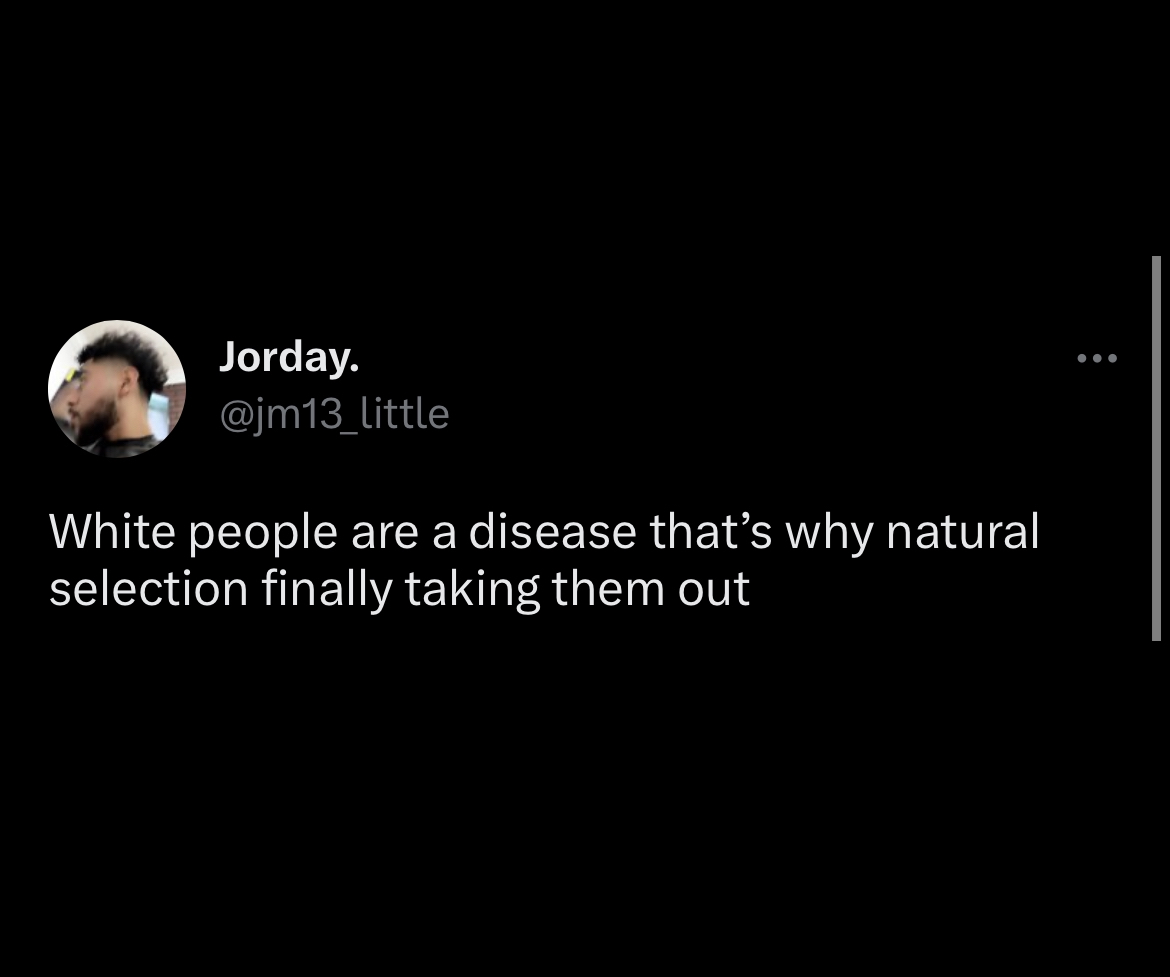 Jorday.
@jm13_little
White people are a disease that’s why natural
selection finally taking them out